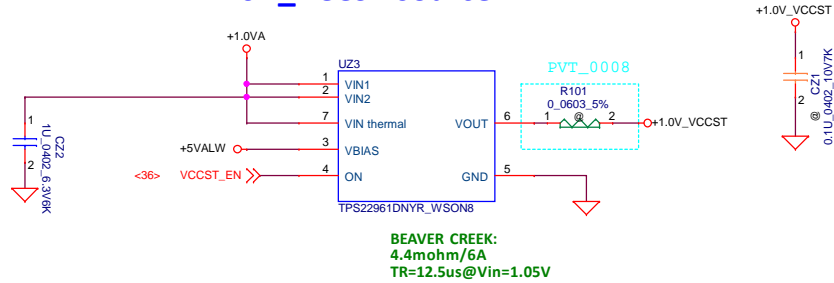 +1.0V_VCCST
+1.0VA
UZ3
PVT_0008
1
VIN1
2
VIN2
R101
0_0603_5%
7
VIN thermal
VOUT
6
1
@
2
+1.0V_VCCST
+5VALW
3
VBIAS
<36>
VCCST_EN
4
ON
GND
5
TPS22961DNYR_WSON8
1
2
CZ2
1U_0402_6.3V6K
1
2
@
CZ1
0.1U_0402_10V7K
BEAVER CREEK:
4.4mohm/6A
TR=12.5us@Vin=1.05V